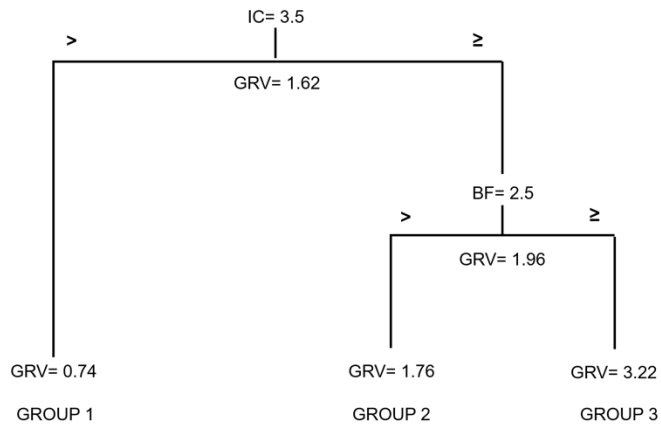 IC= 3.5
> ≥
GRV= 1.62
BF= 2.5
> ≥
GRV= 1.96
GRV= 0.74 GRV= 1.76 GRV= 3.22
GROUP 1 GROUP 2 GROUP 3